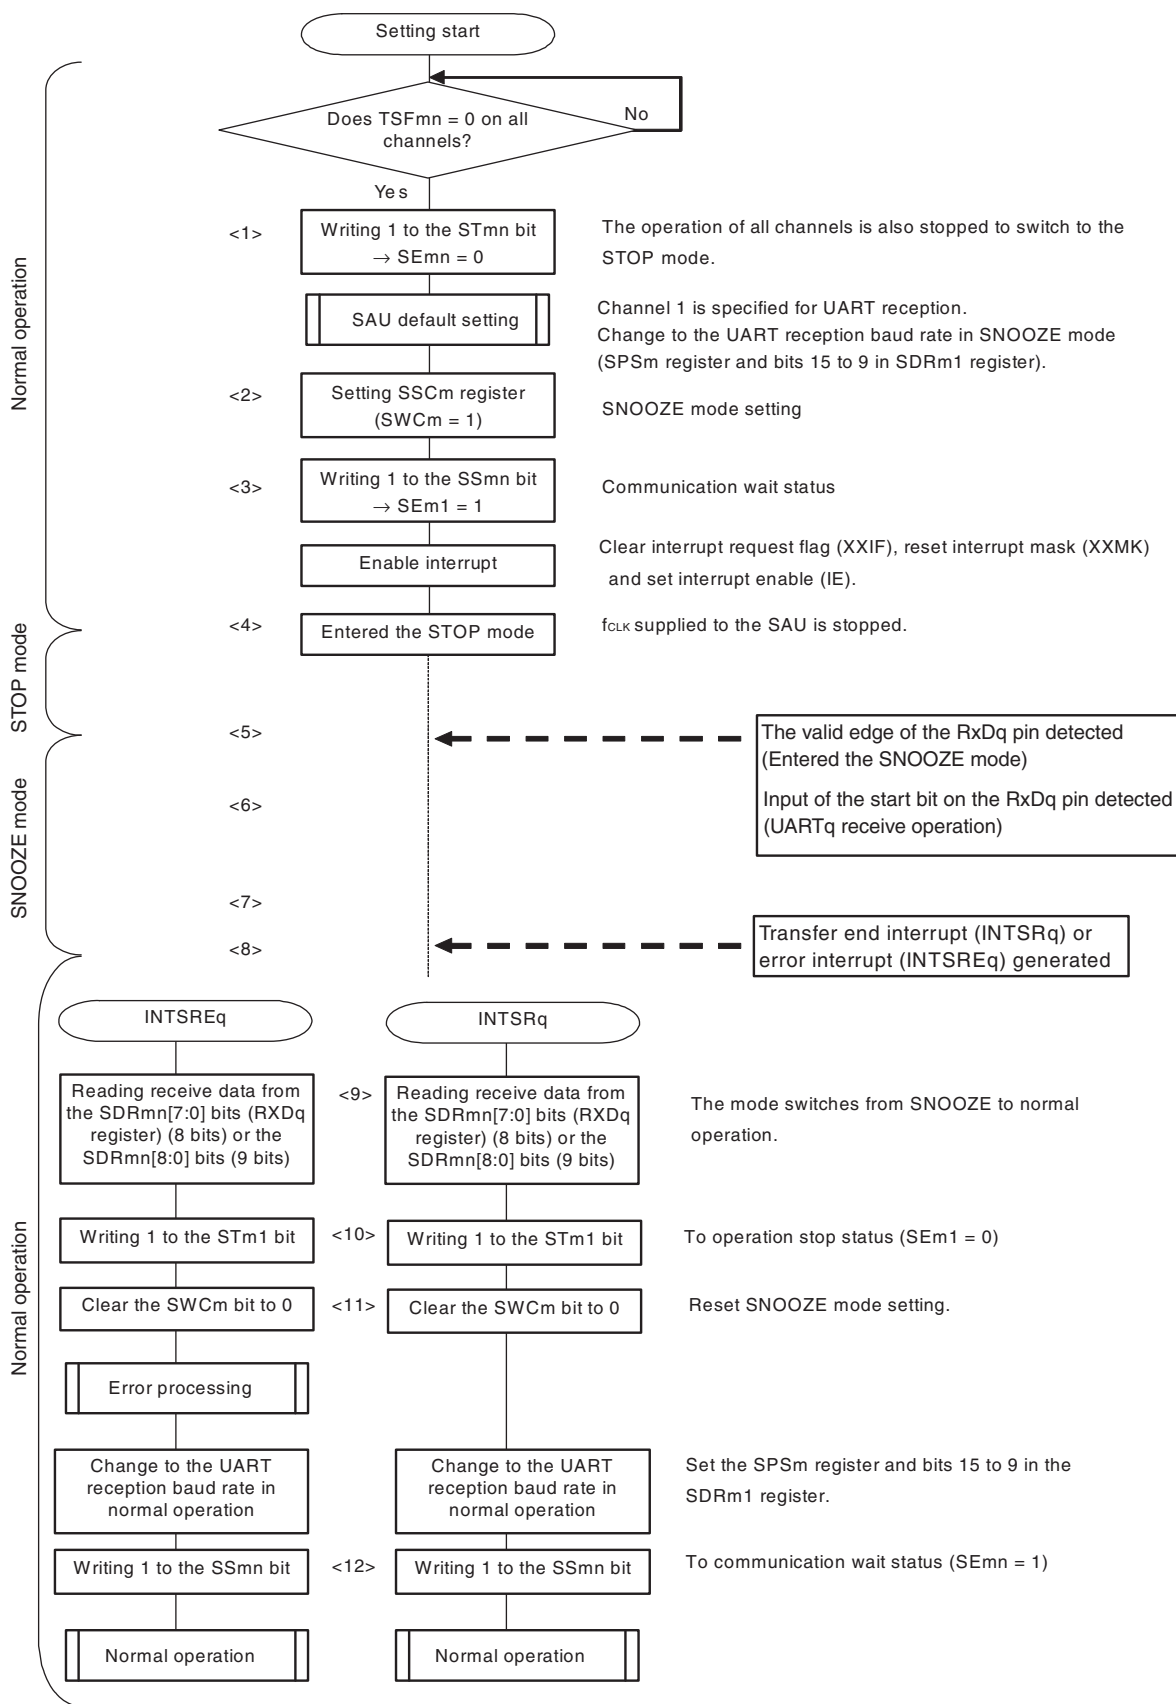 Setting start
Does TSFmn = 0 on all
channels?
No
Yes
<1>
Writing 1 to the STmn bit
→ SEmn = 0
The operation of all channels is also stopped to switch to the
STOP mode.
SAU default setting
Channel 1 is specified for UART reception.
Change to the UART reception baud rate in SNOOZE mode
(SPSm register and bits 15 to 9 in SDRm1 register).
Normal operation
<2>
Setting SSCm register
(SWCm = 1)
SNOOZE mode setting
<3>
Writing 1 to the SSmn bit
→ SEm1 = 1
Communication wait status
Enable interrupt
Clear interrupt request flag (XXIF), reset interrupt mask (XXMK)
and set interrupt enable (IE).
<4>
Entered the STOP mode
fCLK supplied to the SAU is stopped.
STOP mode
<5>
The valid edge of the RxDq pin detected
(Entered the SNOOZE mode)
<6>
Input of the start bit on the RxDq pin detected
(UARTq receive operation)
SNOOZE mode
<7>
<8>
Transfer end interrupt (INTSRq) or
error interrupt (INTSREq) generated
INTSREq
INTSRq
Reading receive data from
the SDRmn[7:0] bits (RXDq
register) (8 bits) or the
SDRmn[8:0] bits (9 bits)
<9>
Reading receive data from
the SDRmn[7:0] bits (RXDq
register) (8 bits) or the
SDRmn[8:0] bits (9 bits)
The mode switches from SNOOZE to normal
operation.
Writing 1 to the STm1 bit
<10>
Writing 1 to the STm1 bit
To operation stop status (SEm1 = 0)
Clear the SWCm bit to 0
<11>
Clear the SWCm bit to 0
Reset SNOOZE mode setting.
Normal operation
Error processing
Change to the UART
reception baud rate in
normal operation
Change to the UART
reception baud rate in
normal operation
Set the SPSm register and bits 15 to 9 in the
SDRm1 register.
Writing 1 to the SSmn bit
<12>
Writing 1 to the SSmn bit
To communication wait status (SEmn = 1)
Normal operation
Normal operation